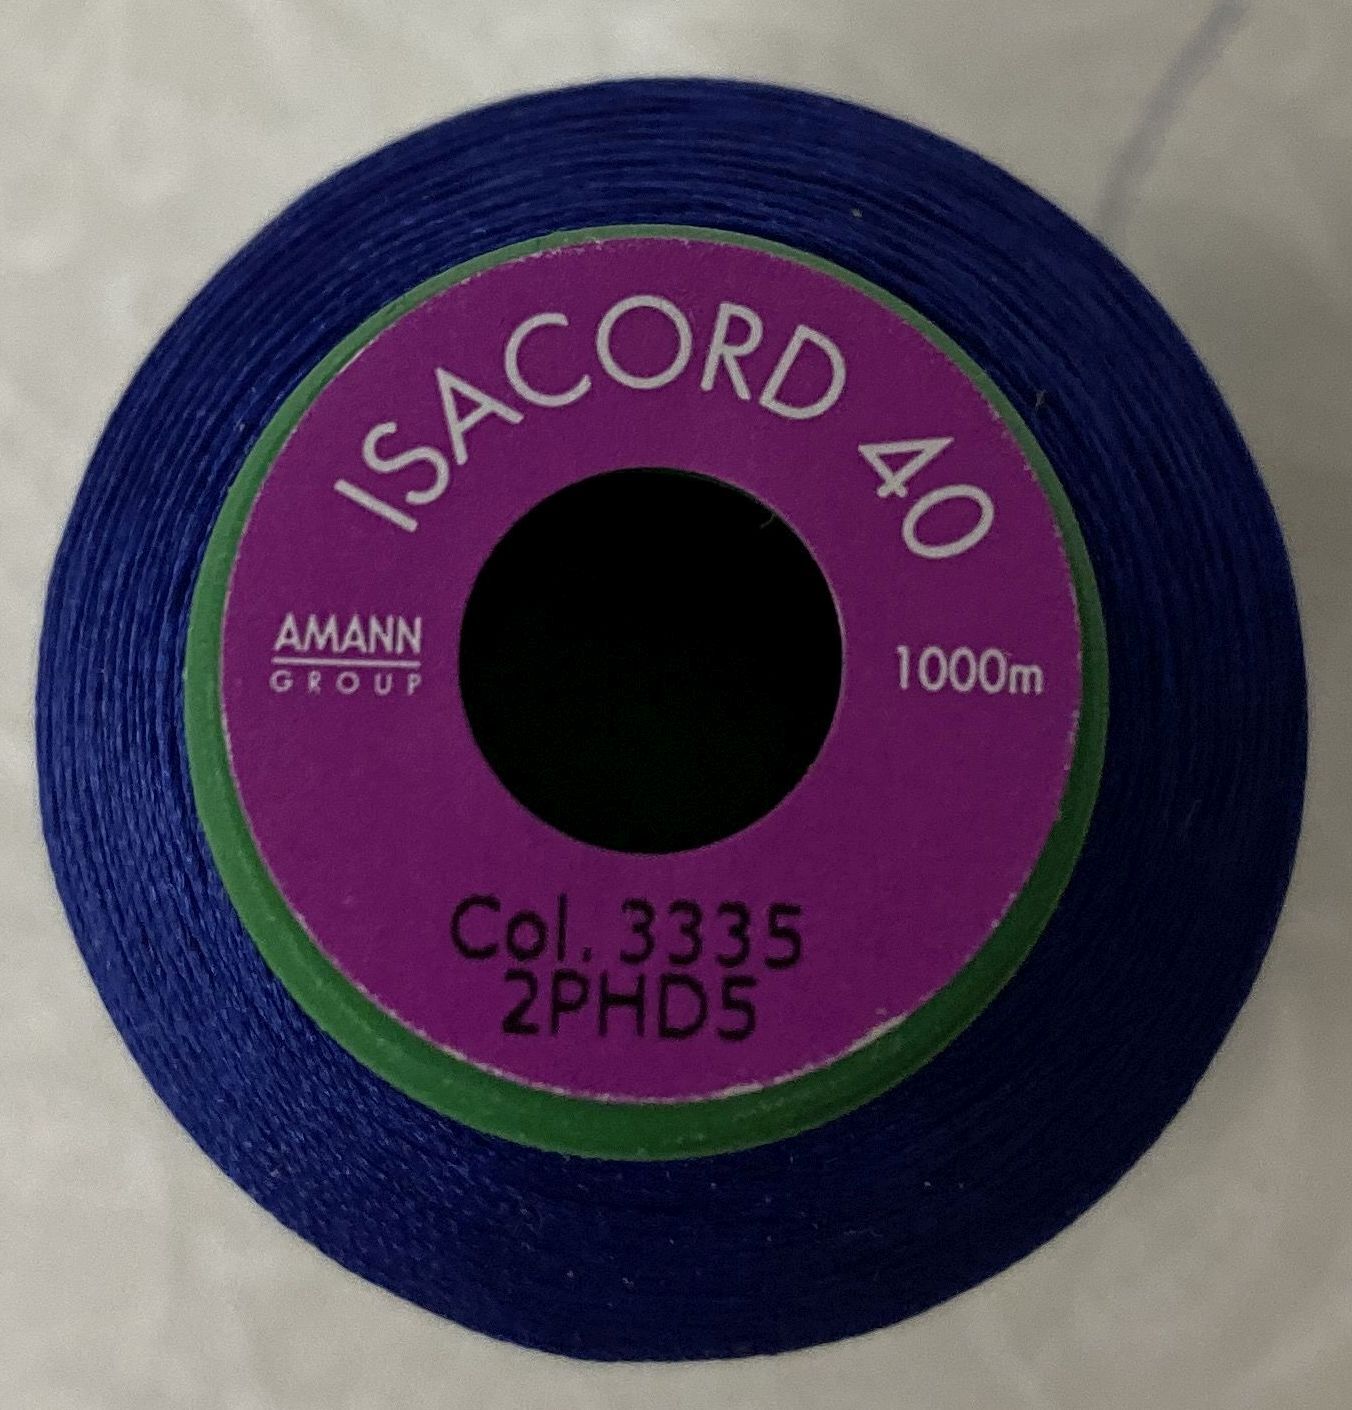 ISACORD 40
AMANN
GROUP
1000m
Col. 3335
2PHD5